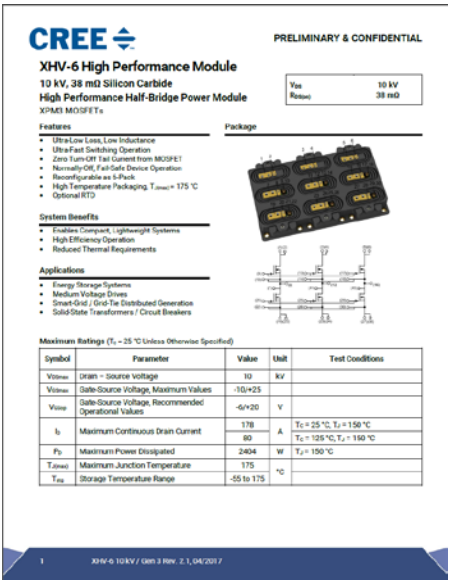 CREE
PRELIMINARY & CONFIDENTIAL
XHV-6 High Performance Module
10 kV, 38 mΩ Silicon Carbide
High Performance Half-Bridge Power Module
XPM3 MOSFETs
VDS 10 kV
RDS(on) 38 mΩ
Features
• Ultra-Low Loss, Low Inductance
• Ultra-Fast Switching Operation
• Zero Turn-Off Tail Current from MOSFET
• Normally-Off, Fail-Safe Device Operation
• Reconfigurable as 6-Pack
• High Temperature Packaging, TJ(max) = 175 °C
• Optional RTD
Package
System Benefits
• Enables Compact, Lightweight Systems
• High Efficiency Operation
• Reduced Thermal Requirements
Applications
• Energy Storage Systems
• Medium Voltage Drives
• Smart-Grid / Grid-Tie Distributed Generation
• Solid-State Transformers / Circuit Breakers
Maximum Ratings (TC = 25 °C Unless Otherwise Specified)
Symbol Parameter Value Unit Test Conditions
VDSmax Drain – Source Voltage 10 kV
VGSmax Gate-Source Voltage, Maximum Values -10/+25
VGSop Gate-Source Voltage, Recommended Operational Values -6/+20 V
ID Maximum Continuous Drain Current 178 A TC = 25 °C, TJ = 150 °C
80 TC = 125 °C, TJ = 150 °C
PD Maximum Power Dissipated 2404 W TJ = 150 °C
TJ(max) Maximum Junction Temperature 175 °C
Tstg Storage Temperature Range -55 to 175
1 XHV-6 10 kV / Gen 3 Rev. 2.1, 04/2017